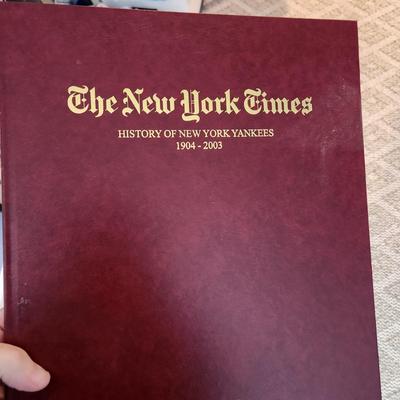 The New York Times
HISTORY OF NEW YORK YANKEES
1904 - 2003